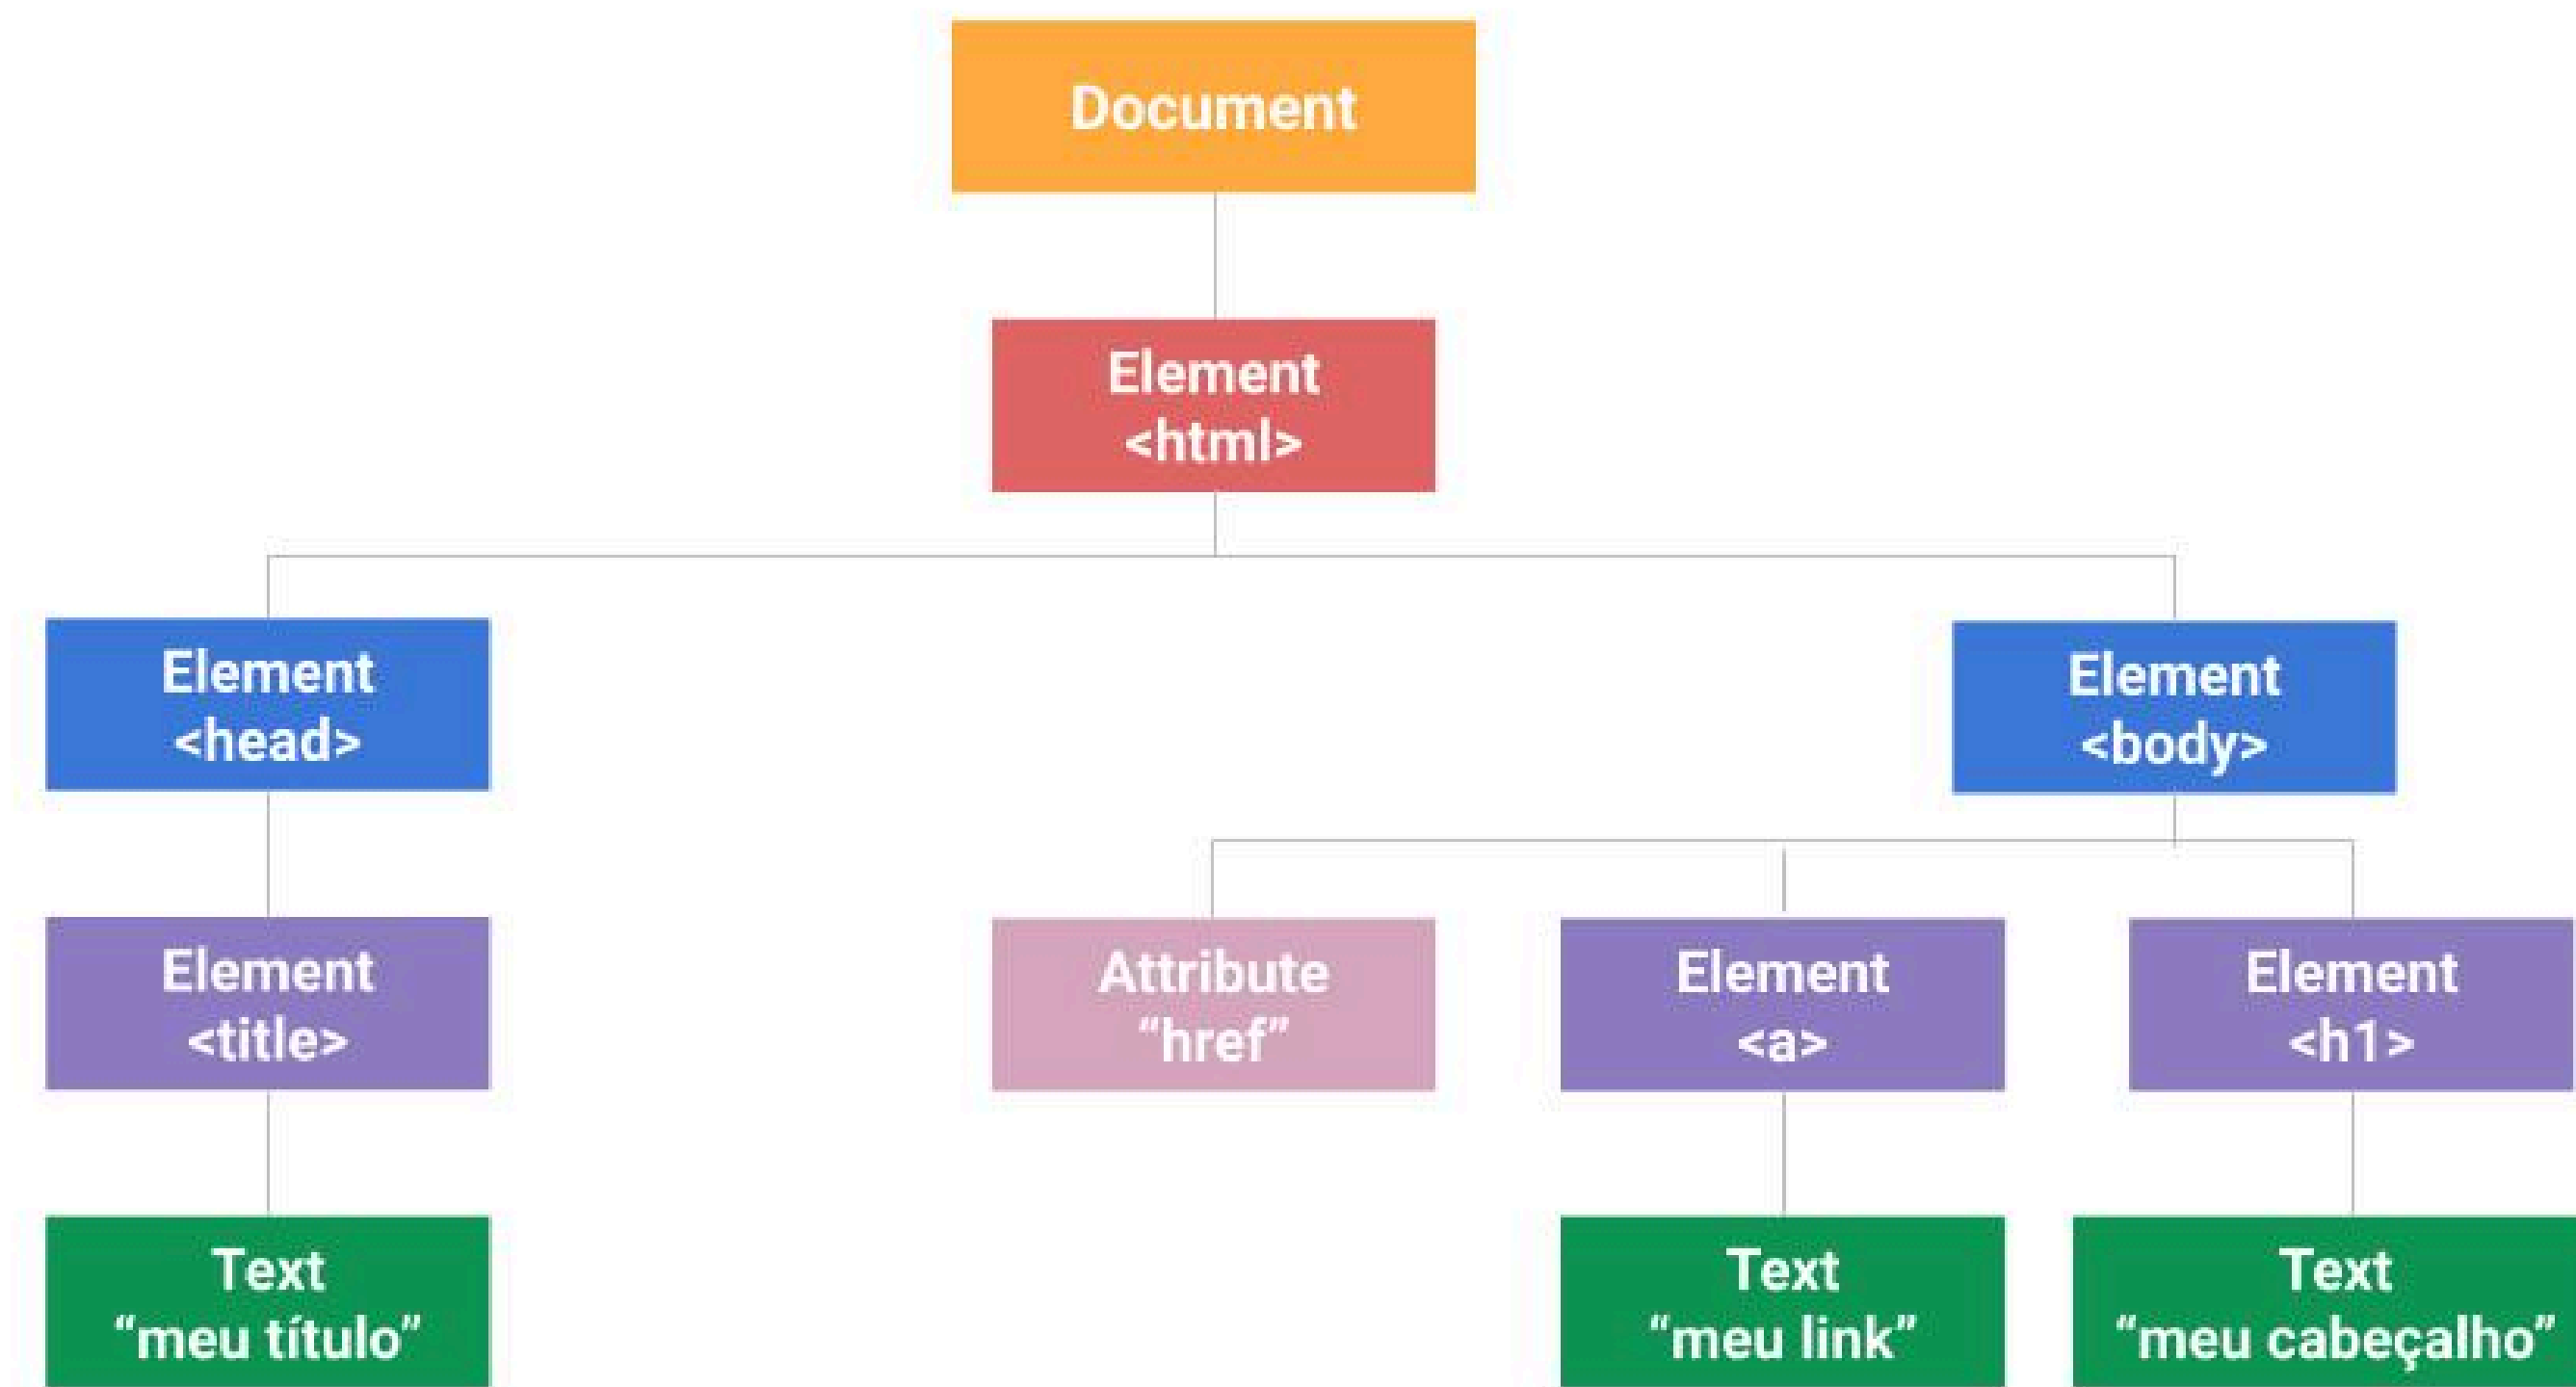 Document
Element
<html>
Element
<head>
Element
<body>
Element
<title>
Attribute
“href”
Element
<a>
Element
<h1>
Text
“meu título”
Text
“meu link”
Text
“meu cabeçalho”